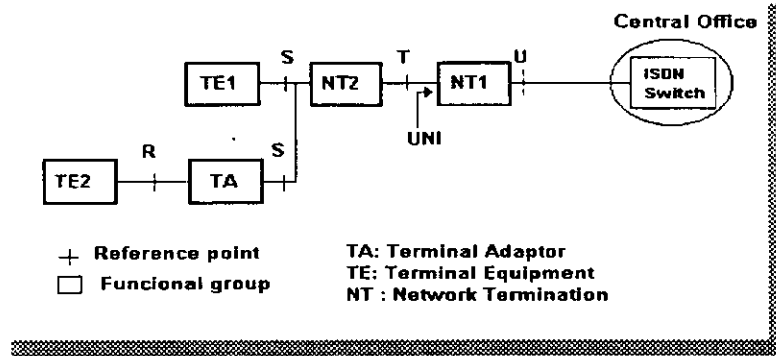 Central Office
S
T
U
TE1
NT2
NT1
ISDN
Switch
UNI
R
S
TE2
TA
Reference point
Funcional group
TA: Terminal Adaptor
TE: Terminal Equipment
NT : Network Termination